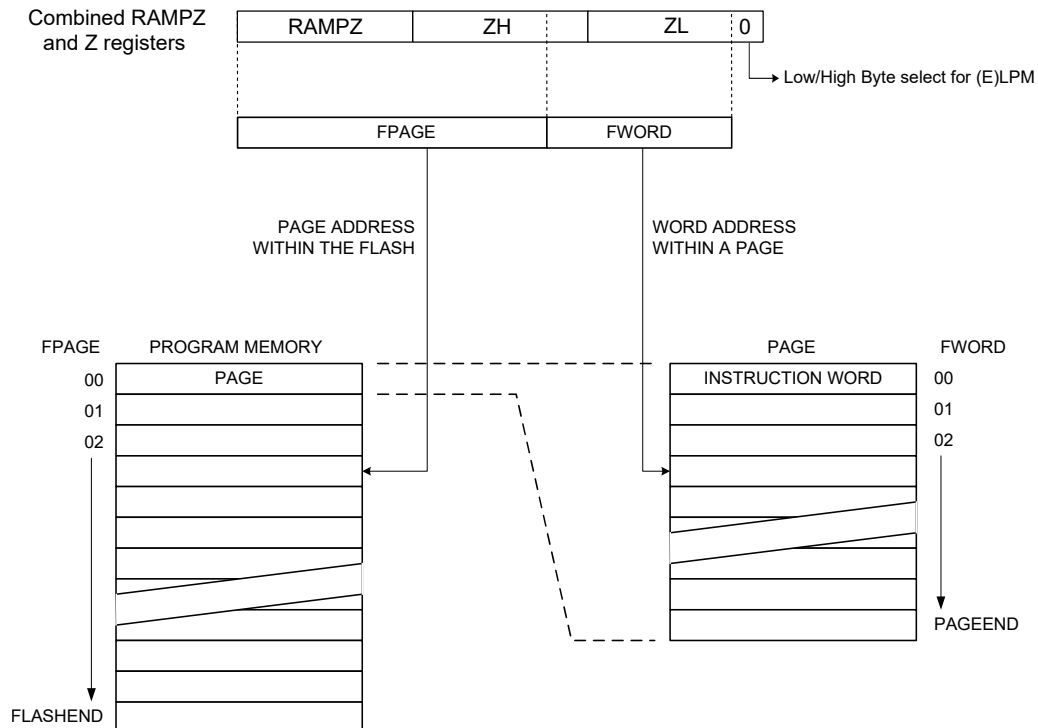 Combined RAMPZ
and Z registers
RAMPZ ZH ZL 0
Low/High Byte select for (E)LPM
FPAGE FWORD
PAGE ADDRESS
WITHIN THE FLASH
WORD ADDRESS
WITHIN A PAGE
FPAGE PROGRAM MEMORY
00 PAGE
01
02
FLASHEND
PAGE FWORD
INSTRUCTION WORD 00
01
02
PAGEEND